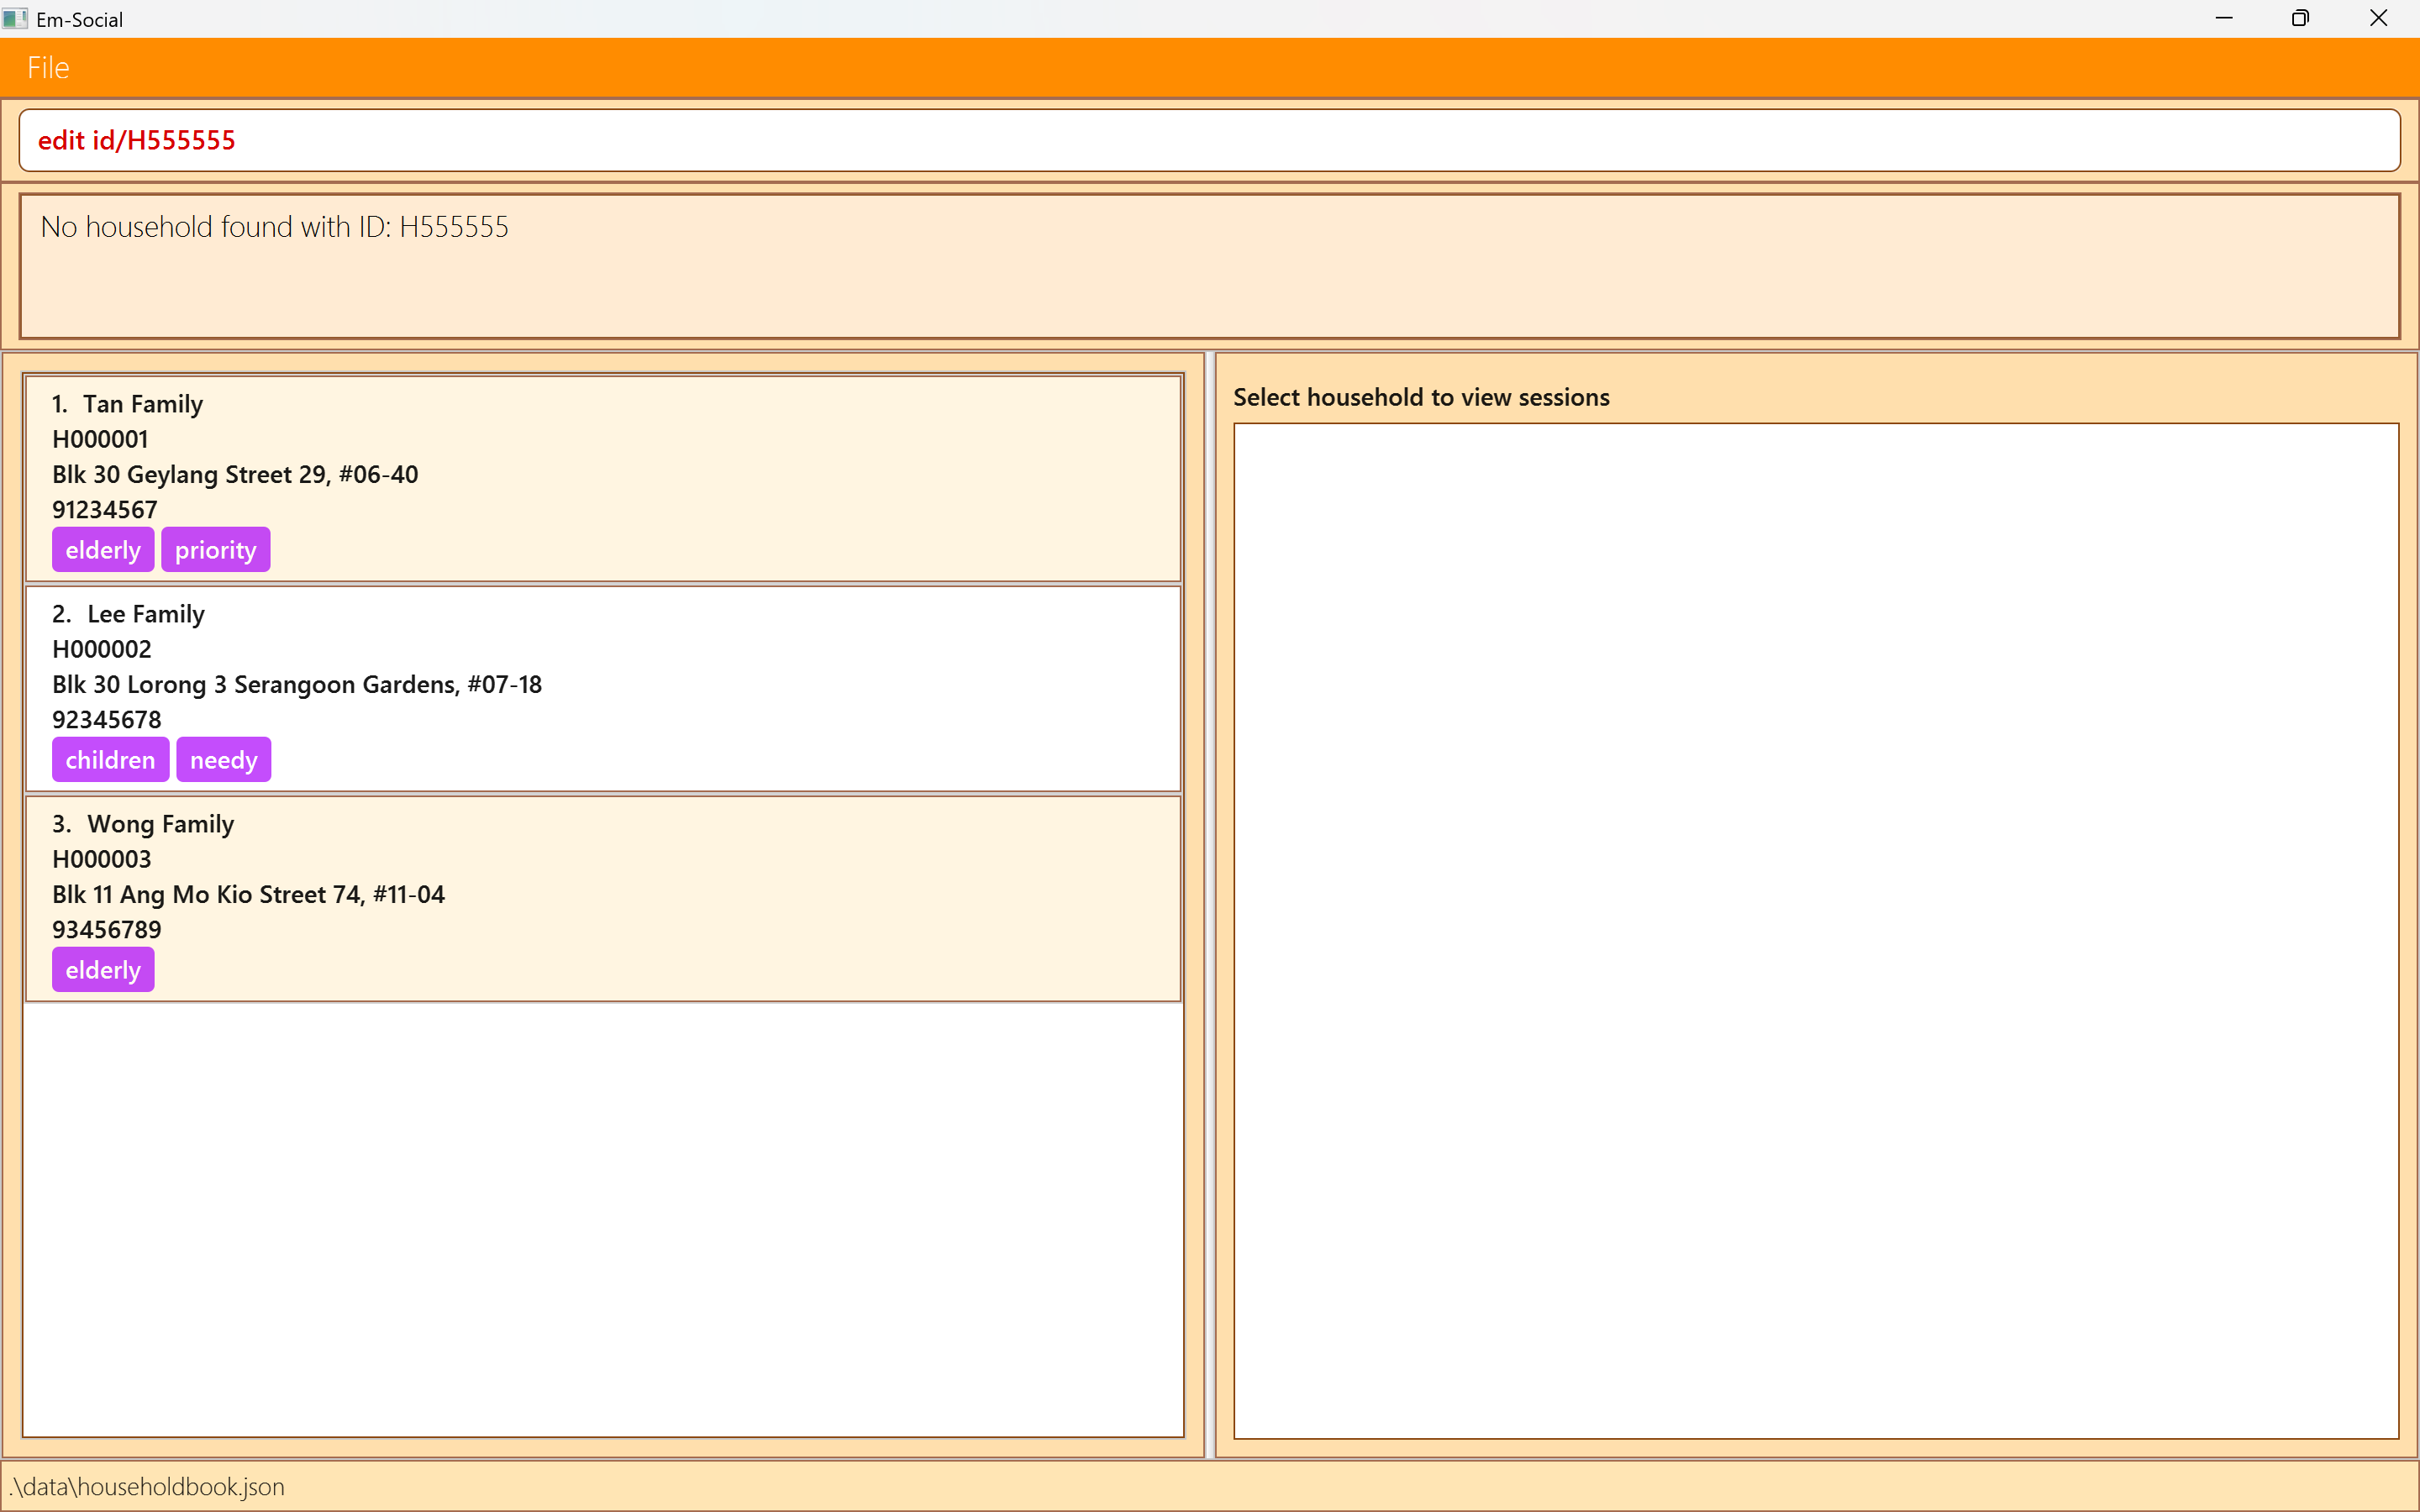 Em-Social
File
edit id/H555555
No household found with ID: H555555
1. Tan Family
H000001
Blk 30 Geylang Street 29, #06-40
91234567
elderly priority
2. Lee Family
H000002
Blk 30 Lorong 3 Serangoon Gardens, #07-18
92345678
children needy
3. Wong Family
H000003
Blk 11 Ang Mo Kio Street 74, #11-04
93456789
elderly
Select household to view sessions
.\data\householdbook.json